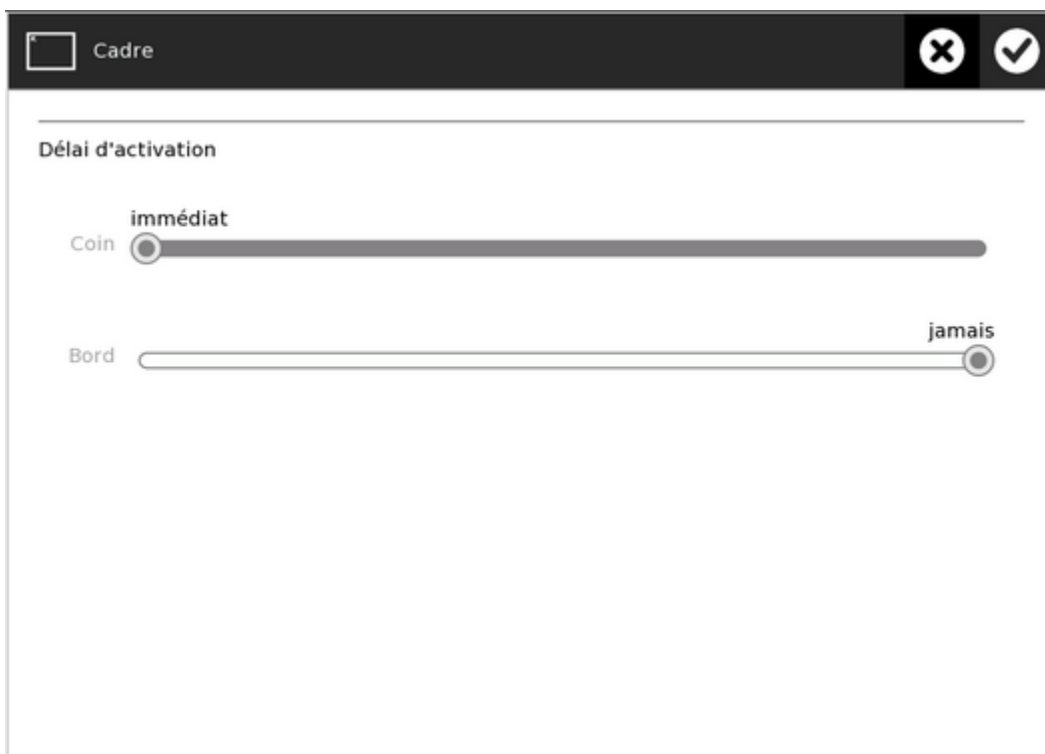 Cadre
Délai d'activation
immédiat
Coin
jamais
Bord